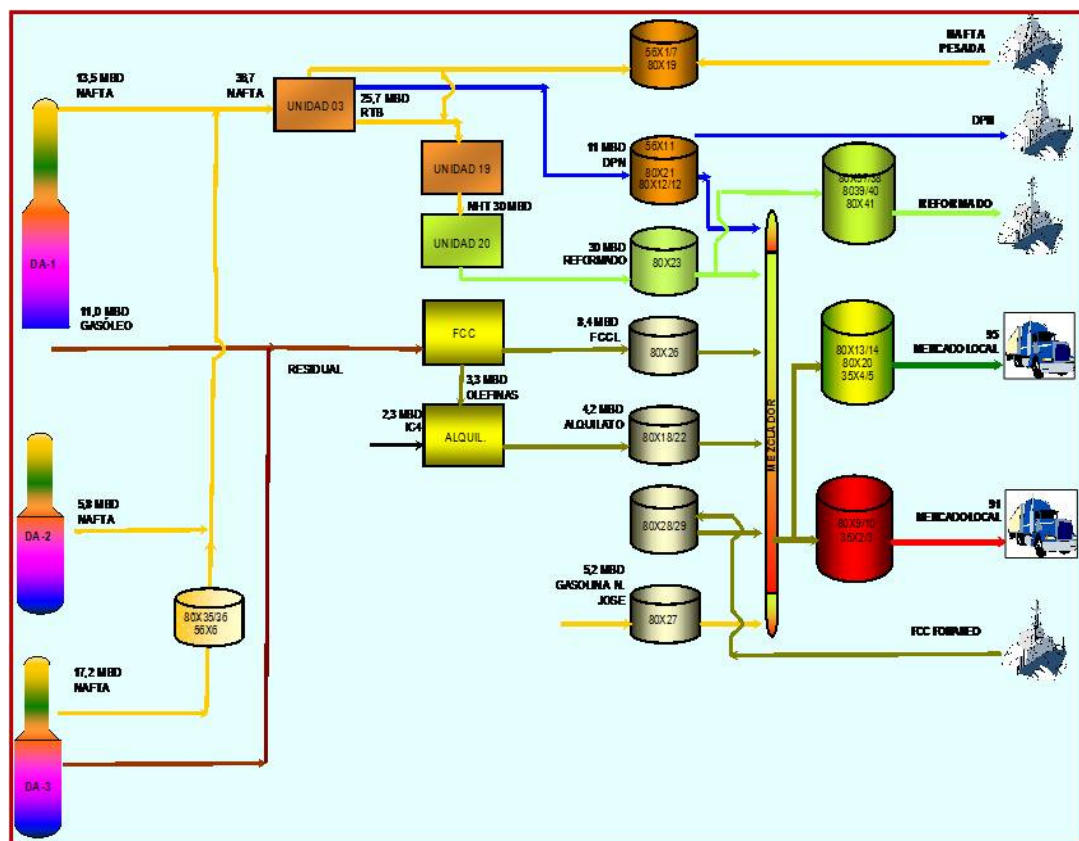 NAFTA
PESADA
56X1/7
80X19
13,5 MBD
NAFTA
38,7
NAFTA
UNIDAD 03
25,7 MBD
RTB
DPN
11 MBD
DPN
56X11
80X21
80X12/12
UNIDAD 19
8039/40
80X41
REFORMADO
NHT 30 MBD
UNIDAD 20
30 MBD
REFORMADO
80X23
DA-1
11,0 MBD
GASÓLEO
FCC
8,4 MBD
FCCL
80X26
80X13/14
80X20
35X4/5
95
MERCADO LOCAL
RESIDUAL
3,3 MBD
OLEFINAS
2,3 MBD
IC4
ALQUIL.
4,2 MBD
ALQUILATO
80X18/22
MEZCLADOR
DA-2
5,8 MBD
NAFTA
80X28/29
80X9/10
35X2/3
91
MERCADO LOCAL
80X35/36
56X6
5,2 MBD
GASOLINA N.
JOSE
80X27
FCC FORANEO
17,2 MBD
NAFTA
DA-3